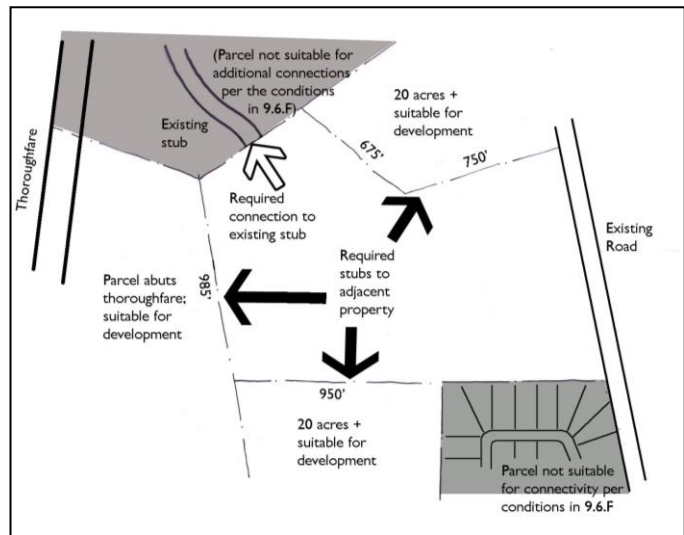 (Parcel not suitable for
additional connections
per the conditions
in 9.6.F)
20 acres +
suitable for
development
Existing
stub
Thoroughfare
675'
750'
Required
connection to
existing stub
Existing
Road
Required
stubs to
adjacent
property
Parcel abuts
thoroughfare;
suitable for
development
985'
950'
20 acres +
suitable for
development
Parcel not suitable
for connectivity per
conditions in 9.6.F